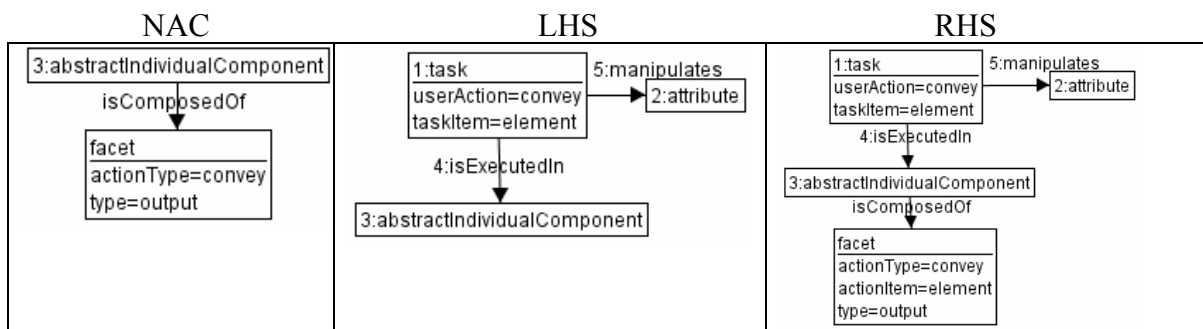 NAC
LHS
RHS
3:abstractIndividualComponent
isComposedOf
facet
actionType=convey
type=output
1:task
userAction=convey
taskItem=element
5:manipulates
2:attribute
4:isExecutedIn
3:abstractIndividualComponent
1:task
userAction=convey
taskItem=element
5:manipulates
2:attribute
4:isExecutedIn
3:abstractIndividualComponent
isComposedOf
facet
actionType=convey
actionItem=element
type=output